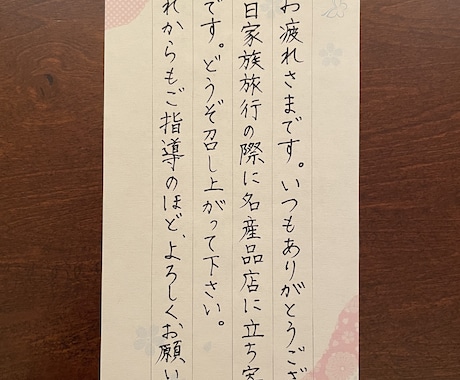 お疲れさまです。いつもありがとうござ
日家族旅行の際に名産品店に立ち寄
です。どうぞ召し上がって下さい。
れからもご指導のほど、よろしくお願い